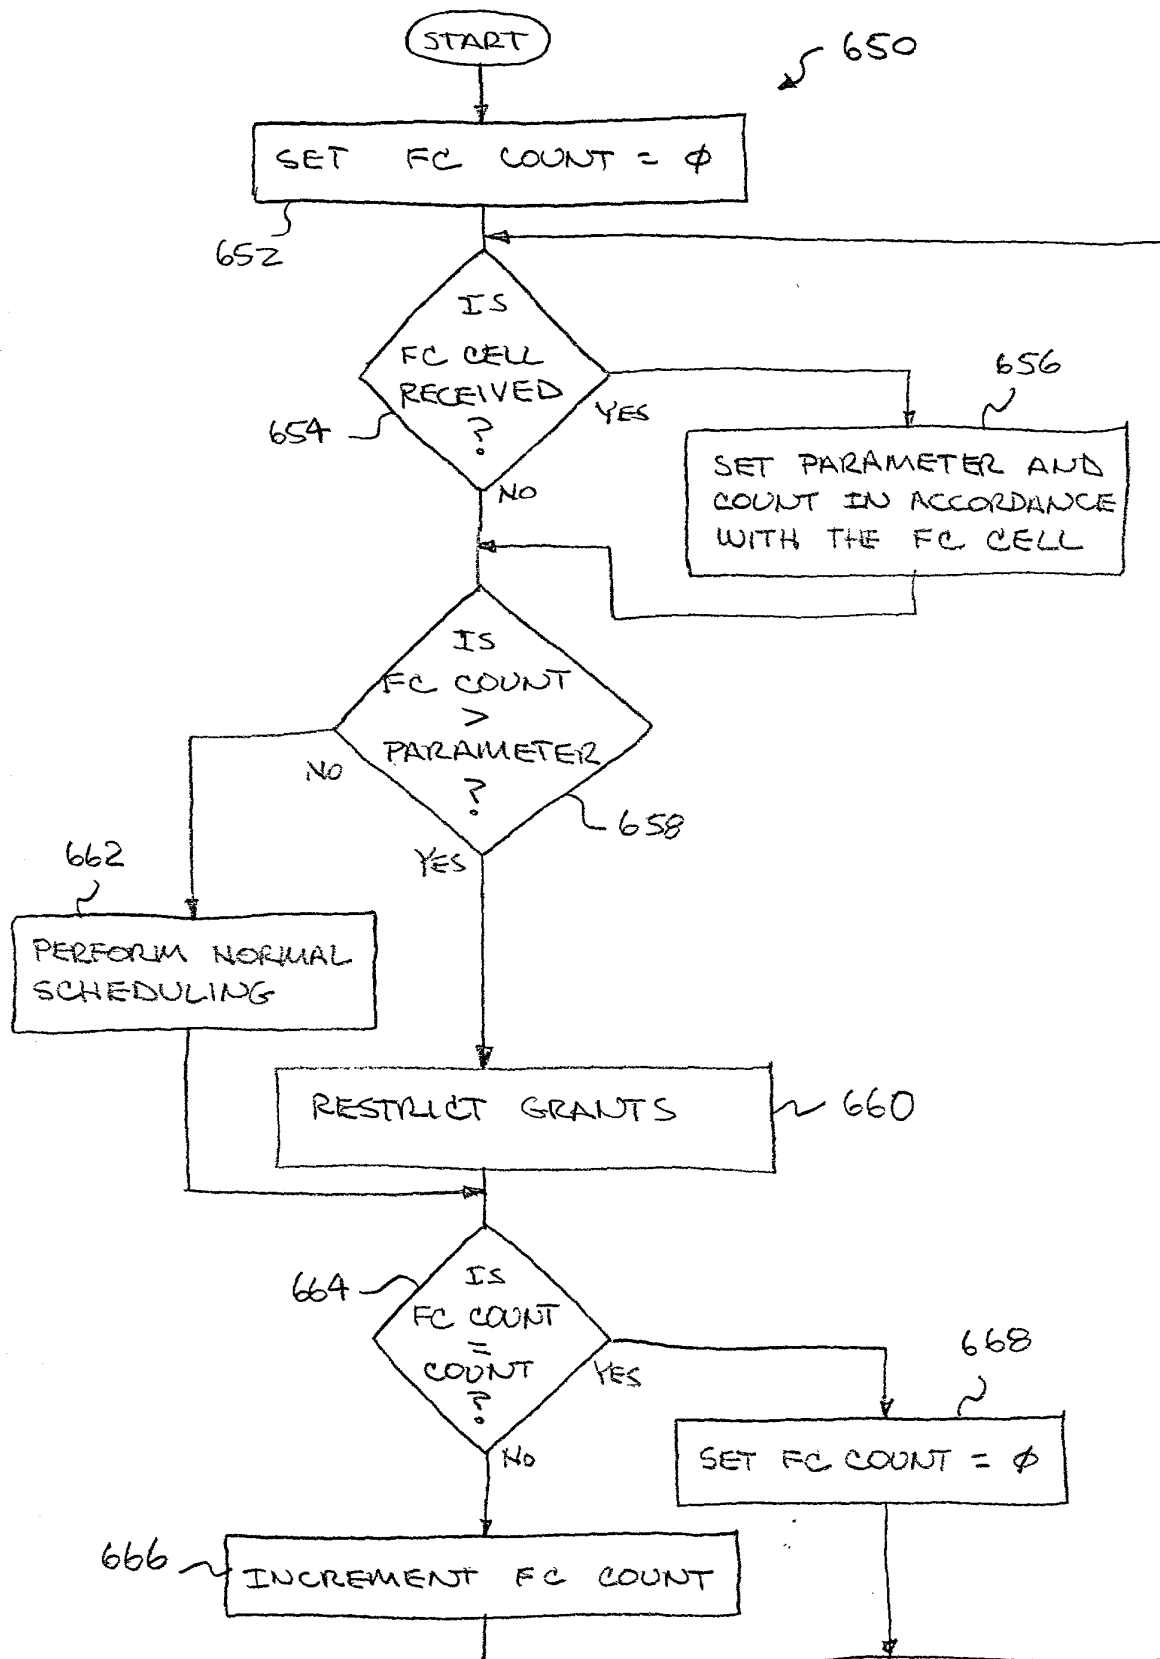 START
650
SET FC COUNT = φ
652
IS
FC CELL
RECEIVED
?
654
YES
NO
656
SET PARAMETER AND
COUNT IN ACCORDANCE
WITH THE FC CELL
IS
FC COUNT
>
PARAMETER
?
NO
658
YES
662
PERFORM NORMAL
SCHEDULING
RESTRICT GRANTS
660
664
IS
FC COUNT
=
COUNT
?
YES
NO
668
SET FC COUNT = φ
666
INCREMENT FC COUNT